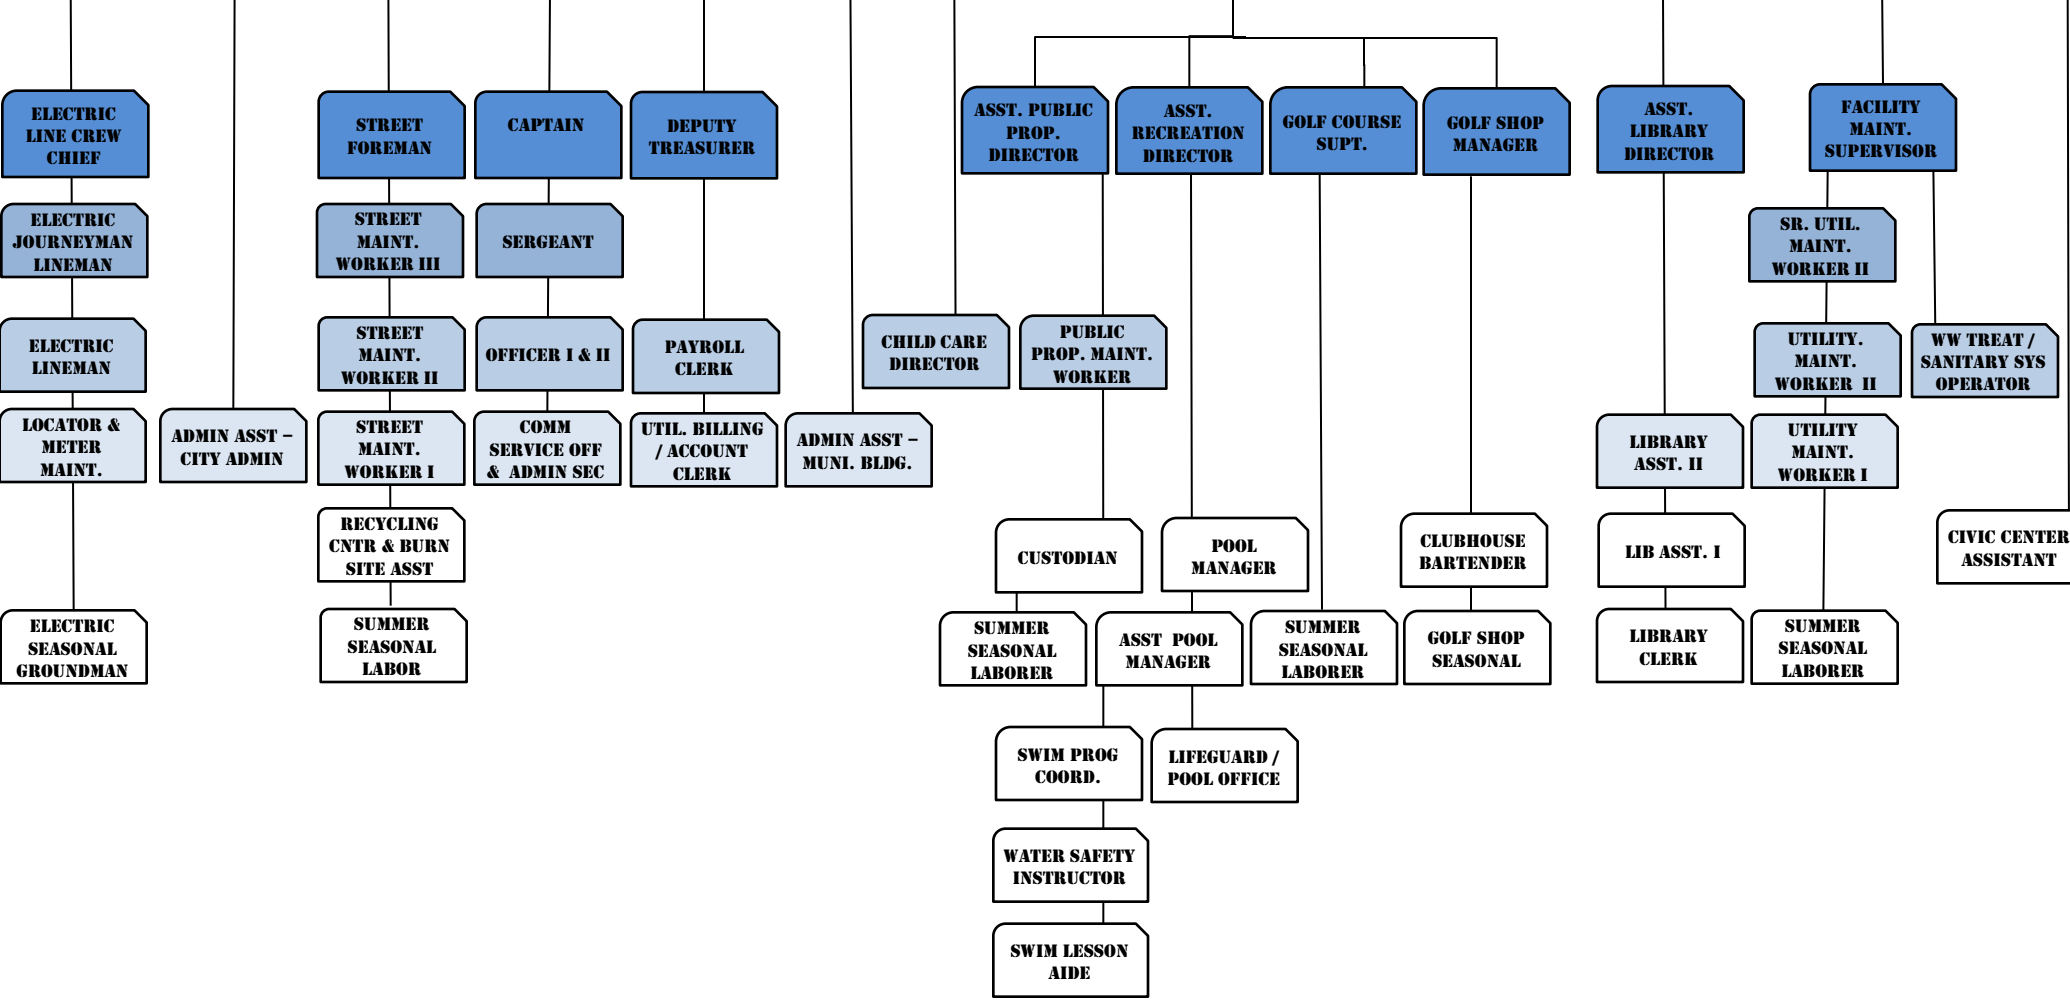 ELECTRIC
LINE CREW
CHIEF
STREET
FOREMAN
CAPTAIN
DEPUTY
TREASURER
ASST. PUBLIC
PROP.
DIRECTOR
ASST.
RECREATION
DIRECTOR
GOLF COURSE
SUPT.
GOLF SHOP
MANAGER
ASST.
LIBRARY
DIRECTOR
FACILITY
MAINT.
SUPERVISOR
ELECTRIC
JOURNEYMAN
LINEMAN
STREET
MAINT.
WORKER III
SERGEANT
SR. UTIL.
MAINT.
WORKER II
ELECTRIC
LINEMAN
STREET
MAINT.
WORKER II
OFFICER I & II
PAYROLL
CLERK
CHILD CARE
DIRECTOR
PUBLIC
PROP. MAINT.
WORKER
UTILITY.
MAINT.
WORKER  II
WW TREAT /
SANITARY SYS
OPERATOR
LOCATOR &
METER
MAINT.
ADMIN ASST –
CITY ADMIN
STREET
MAINT.
WORKER I
COMM
SERVICE OFF
&  ADMIN SEC
UTIL. BILLING
/ ACCOUNT
CLERK
ADMIN ASST –
MUNI. BLDG.
LIBRARY
ASST. II
UTILITY
MAINT.
WORKER I
RECYCLING
CNTR & BURN
SITE ASST
CUSTODIAN
POOL
MANAGER
CLUBHOUSE
BARTENDER
LIB ASST. I
CIVIC CENTER
ASSISTANT
ELECTRIC
SEASONAL
GROUNDMAN
SUMMER
SEASONAL
LABOR
SUMMER
SEASONAL
LABORER
ASST  POOL
MANAGER
SUMMER
SEASONAL
LABORER
GOLF SHOP
SEASONAL
LIBRARY
CLERK
SUMMER
SEASONAL
LABORER
SWIM PROG
COORD.
LIFEGUARD /
POOL OFFICE
WATER SAFETY
INSTRUCTOR
SWIM LESSON
AIDE